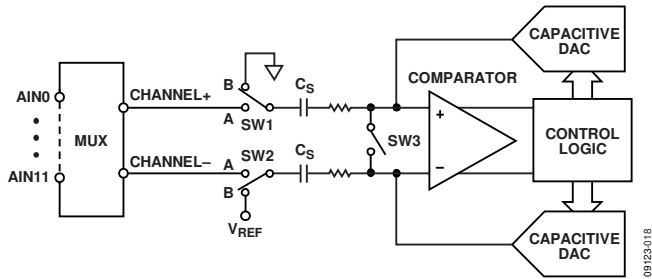 CAPACITIVE
DAC
COMPARATOR
B
CS
AIN0
CHANNEL+
A
SW1
+
MUX
SW3
CONTROL
LOGIC
CHANNEL–
A
SW2
CS
–
AIN11
B
VREF
CAPACITIVE
DAC
09123-018